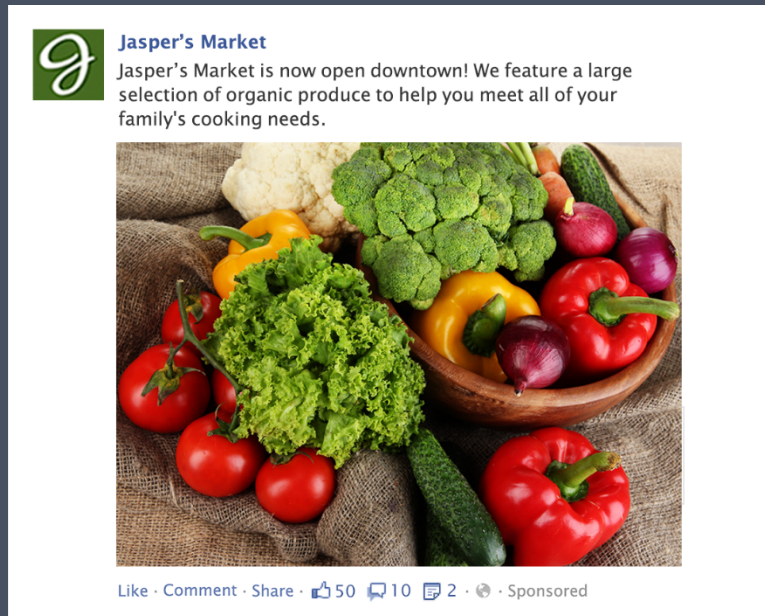 Jasper’s Market
Jasper’s Market is now open downtown! We feature a large
selection of organic produce to help you meet all of your
family's cooking needs.
Like · Comment · Share · 50 10 2 · · Sponsored